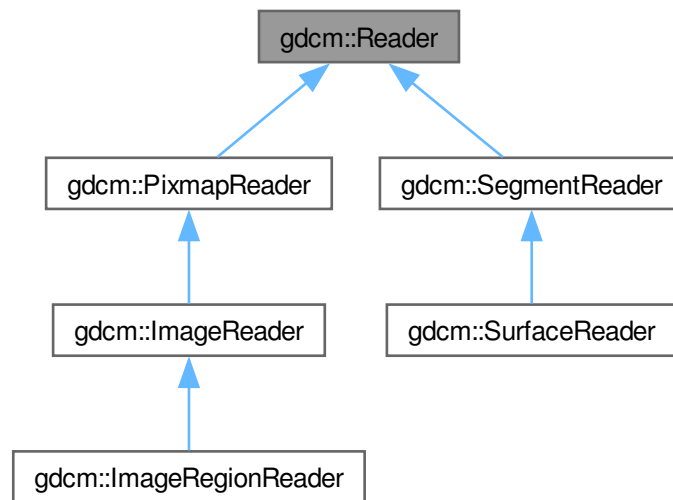 gdcm::Reader
gdcm::PixmapReader
gdcm::SegmentReader
gdcm::ImageReader
gdcm::SurfaceReader
gdcm::ImageRegionReader